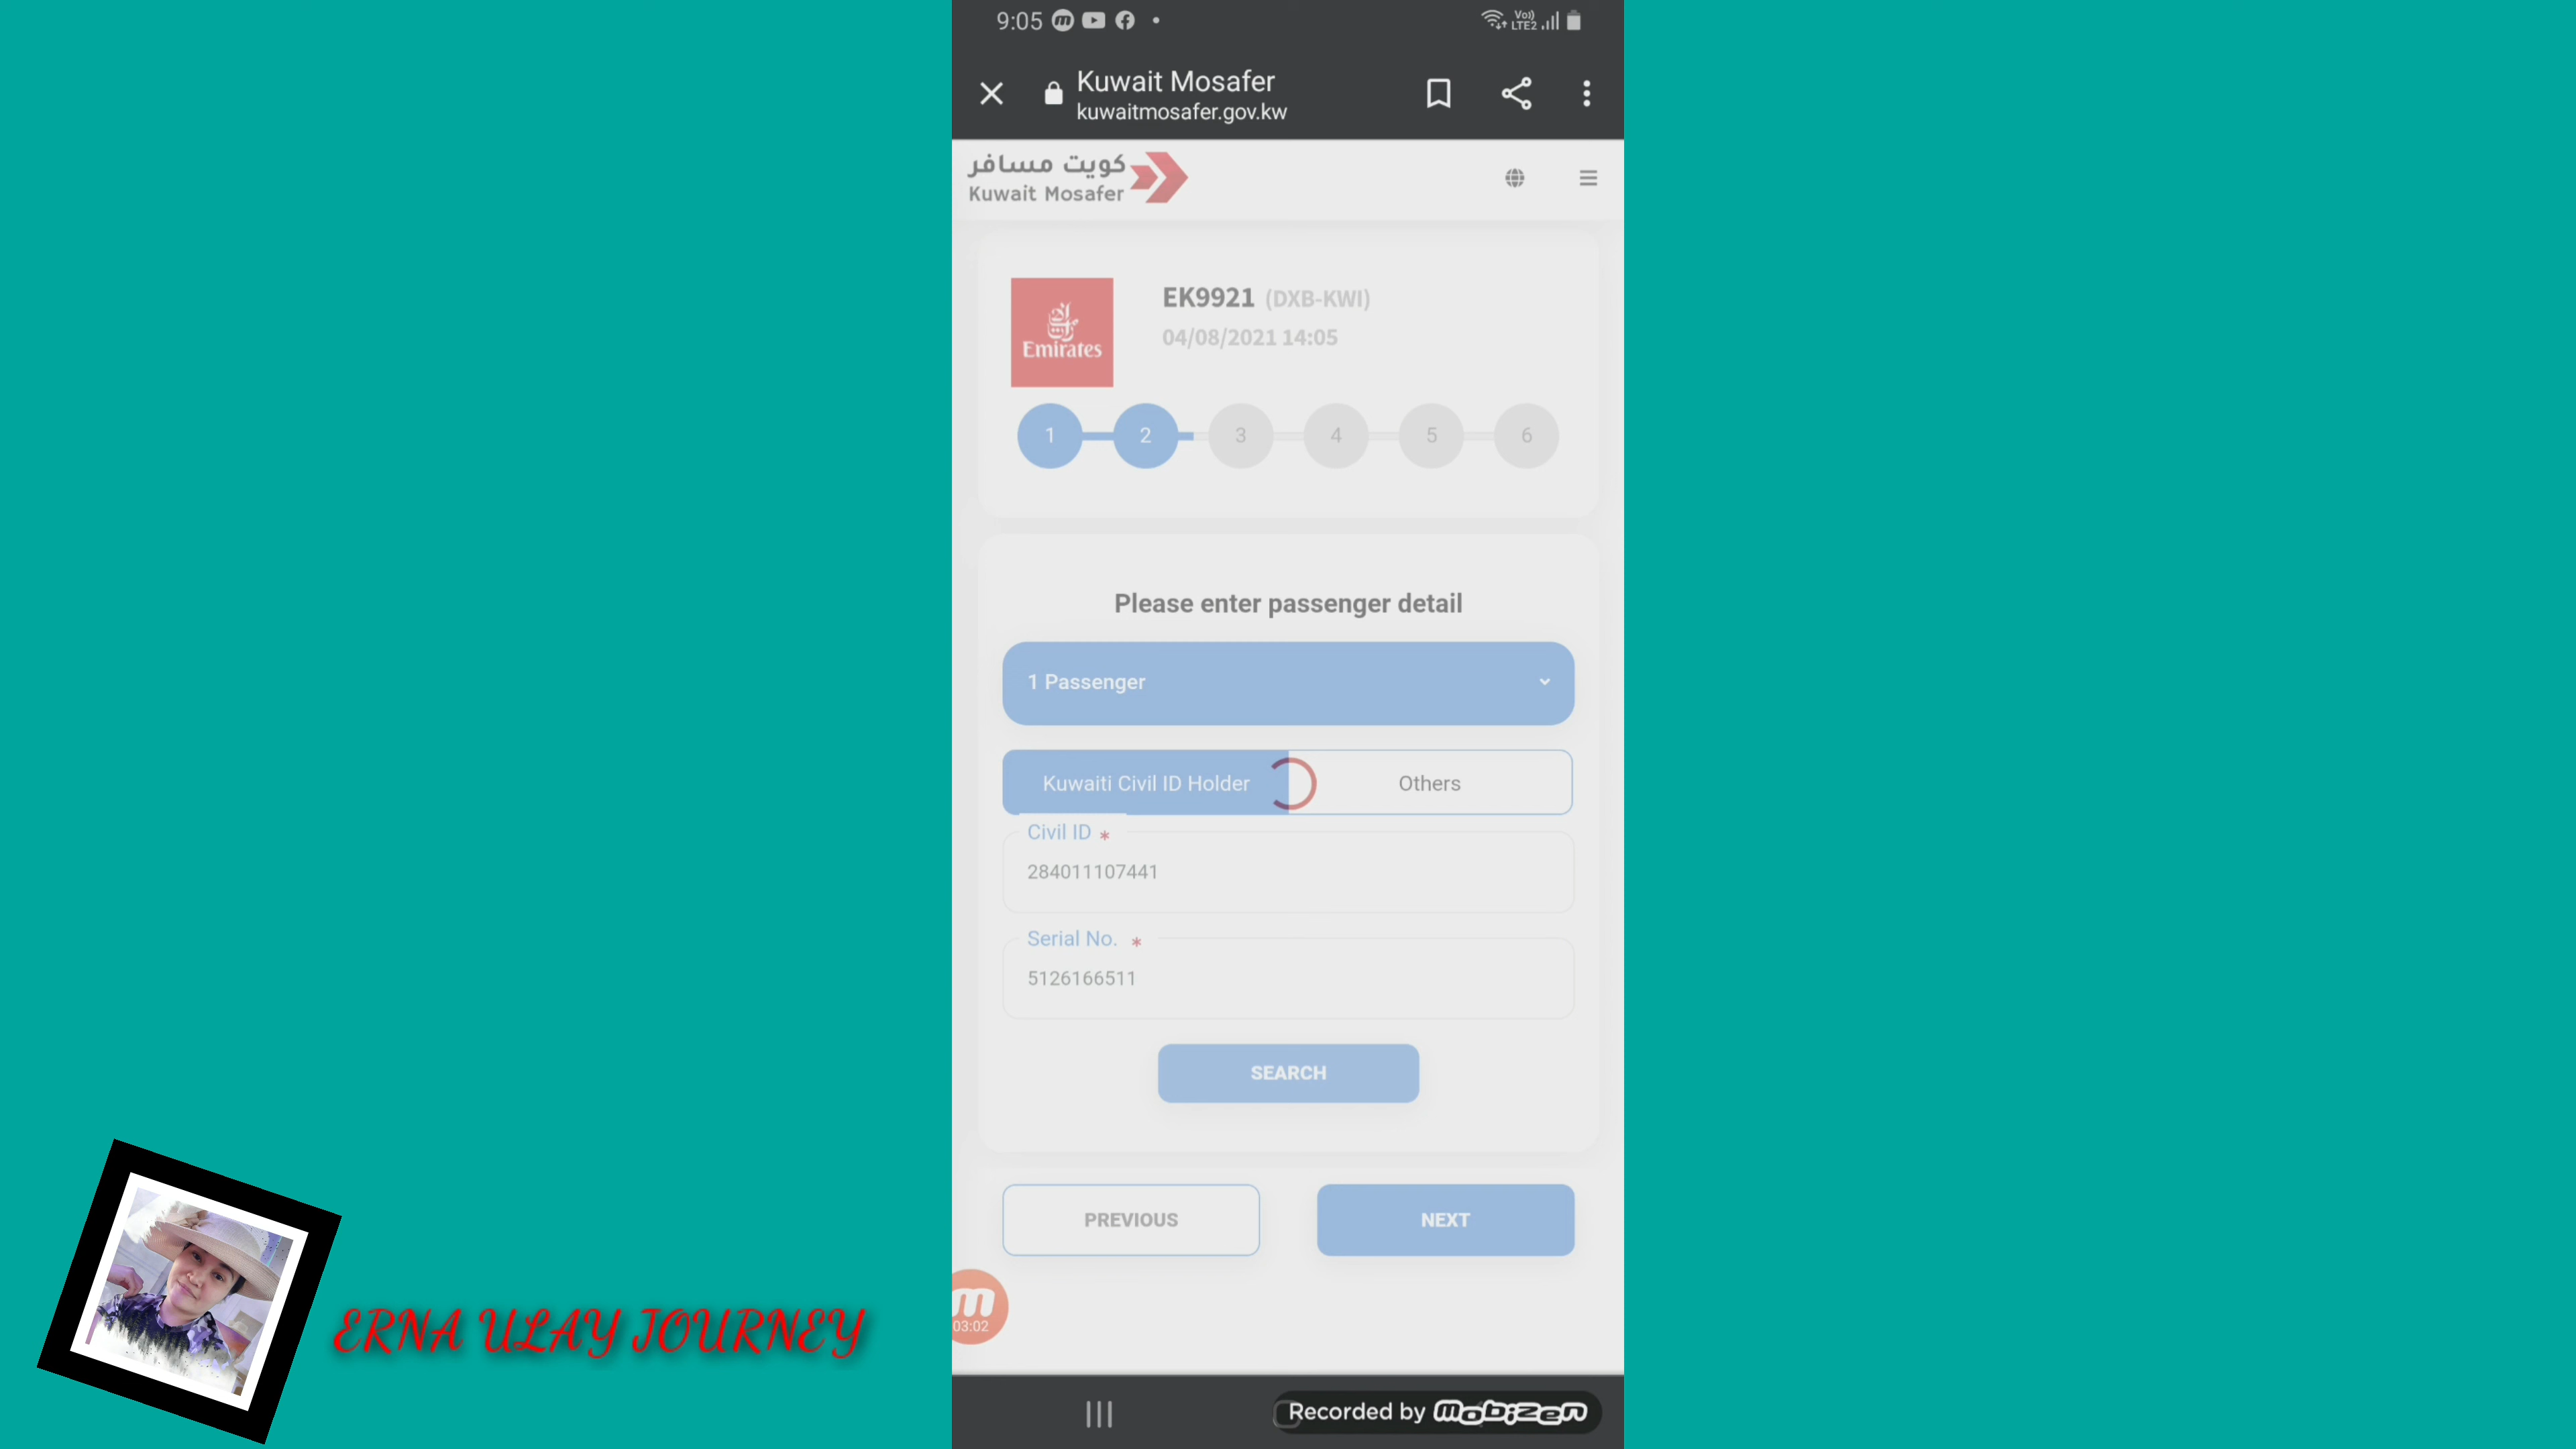 9:05
Vo) LTE2
Kuwait Mosafer
kuwaitmosafer.gov.kw
كويت مسافر
Kuwait Mosafer
Emirates
EK9921 (DXB-KWI)
04/08/2021 14:05
1 2 3 4 5 6
Please enter passenger detail
1 Passenger
Kuwaiti Civil ID Holder
Others
Civil ID *
284011107441
Serial No. *
5126166511
SEARCH
PREVIOUS
NEXT
m
03:02
Recorded by mobizen
ERNA ULAY JOURNEY